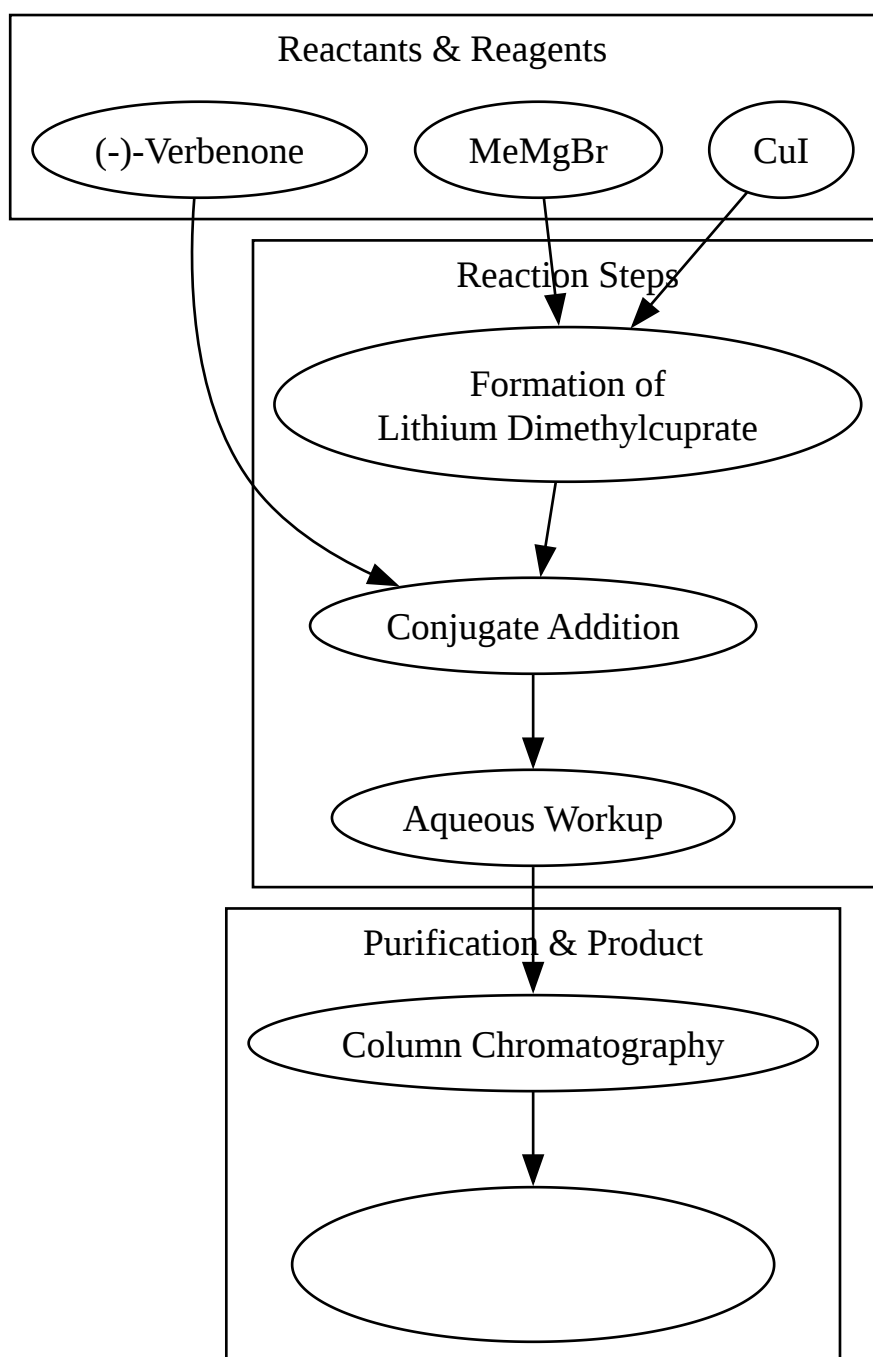 Reactants & Reagents
(-)-Verbenone
MeMgBr
CuI
Reaction Steps
Formation of
Lithium Dimethylcuprate
Conjugate Addition
Aqueous Workup
Purification & Product
Column Chromatography